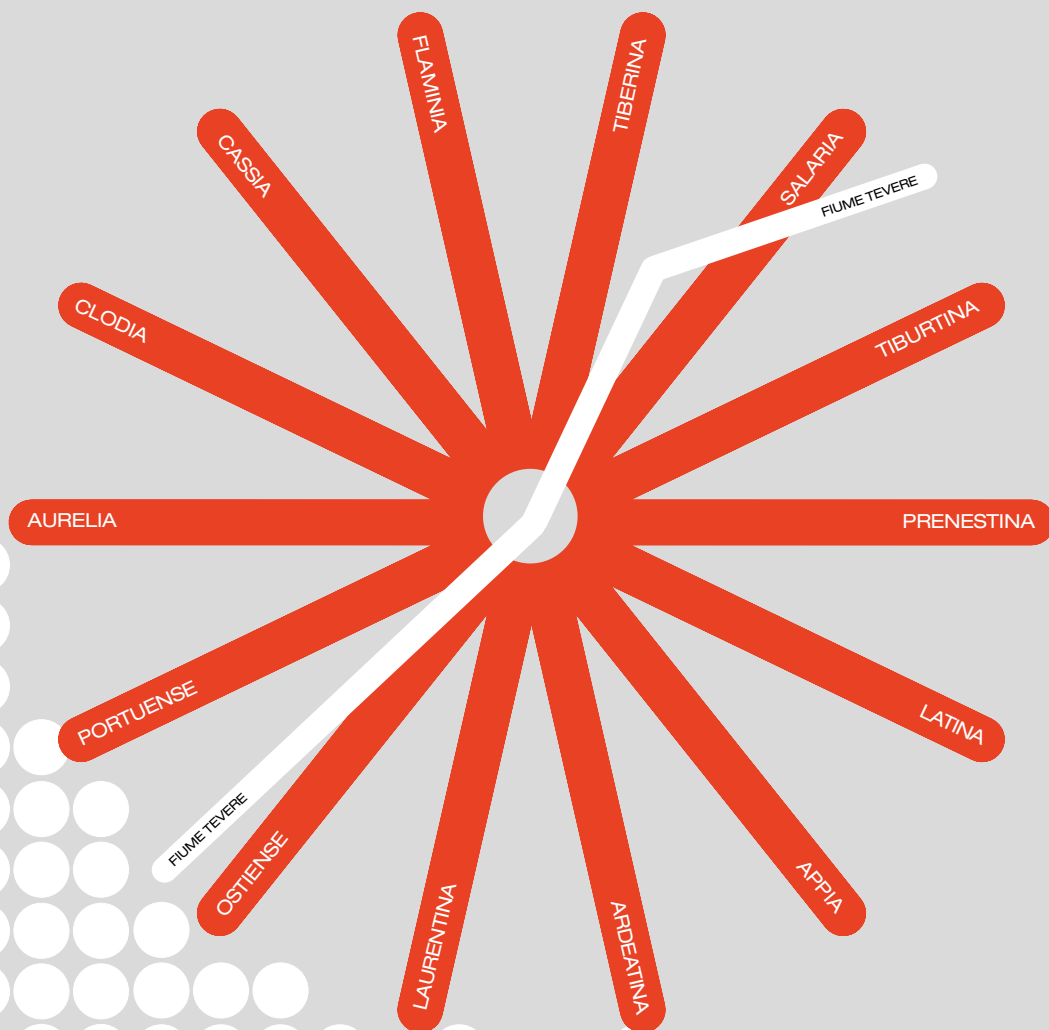 FLAMINIA
TIBERINA
CASSIA
SALARIA
FIUME TEVERE
CLODIA
TIBURTINA
AURELIA
PRENESTINA
PORTUENSE
LATINA
FIUME TEVERE
OSTIENSE
APPIA
LAURENTINA
ARDEATINA